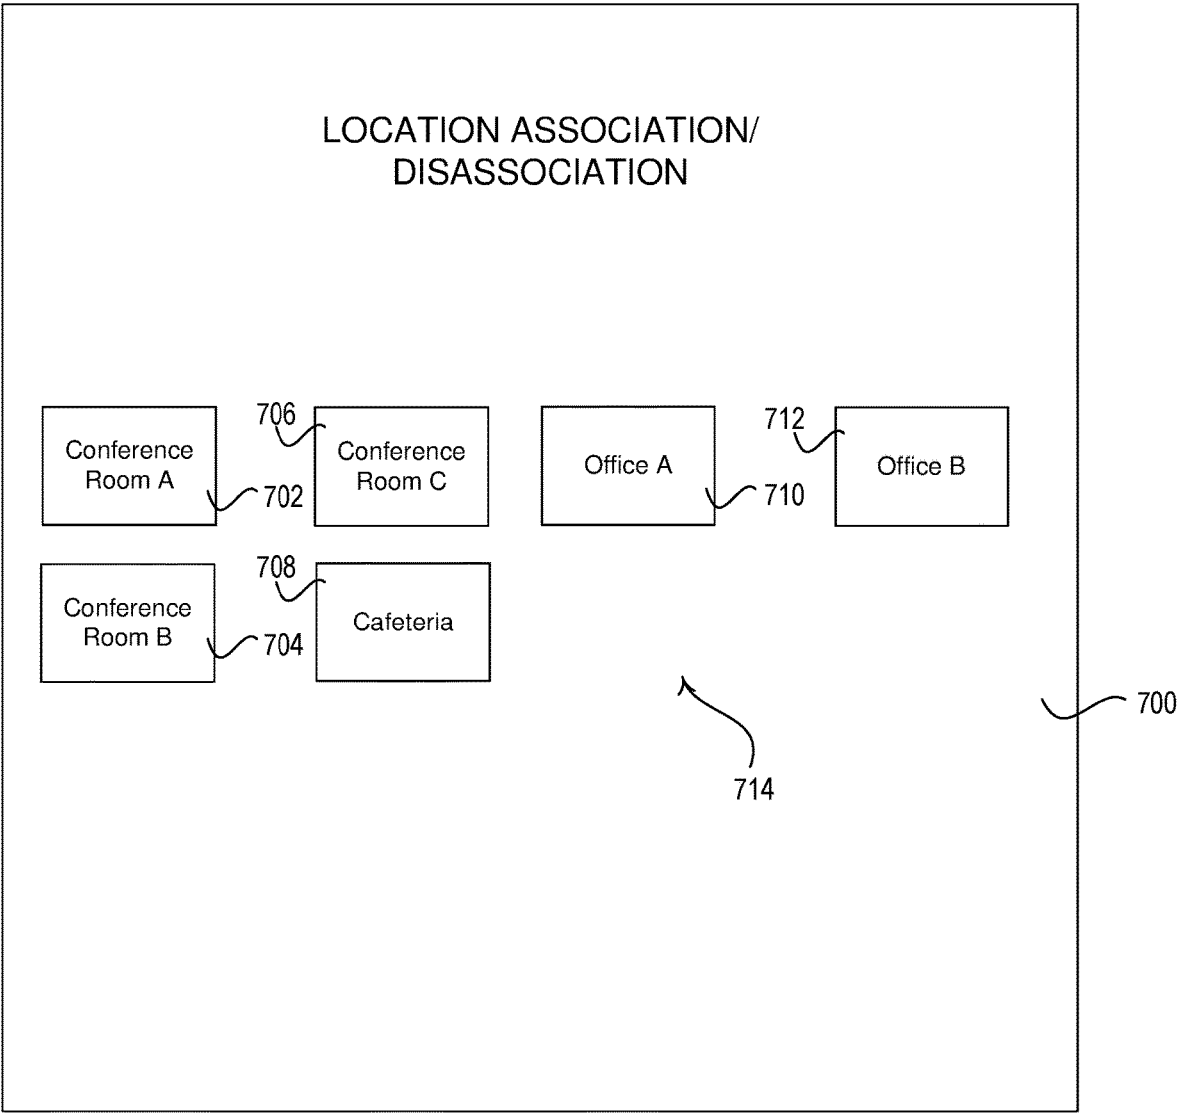 LOCATION ASSOCIATION/
DISASSOCIATION
Conference
Room A
702
706
Conference
Room C
Office A
710
712
Office B
Conference
Room B
704
708
Cafeteria
714
700